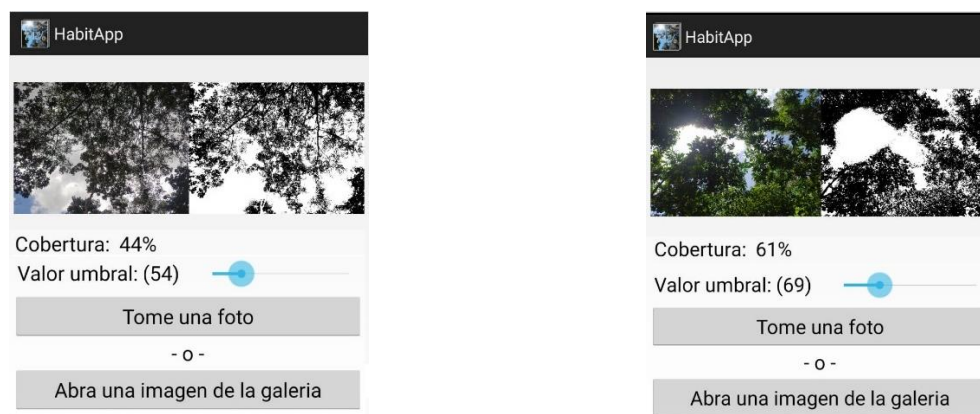 HabitApp
Cobertura: 44%
Valor umbral: (54)
Tome una foto
- o -
Abra una imagen de la galeria
HabitApp
Cobertura: 61%
Valor umbral: (69)
Tome una foto
- o -
Abra una imagen de la galeria